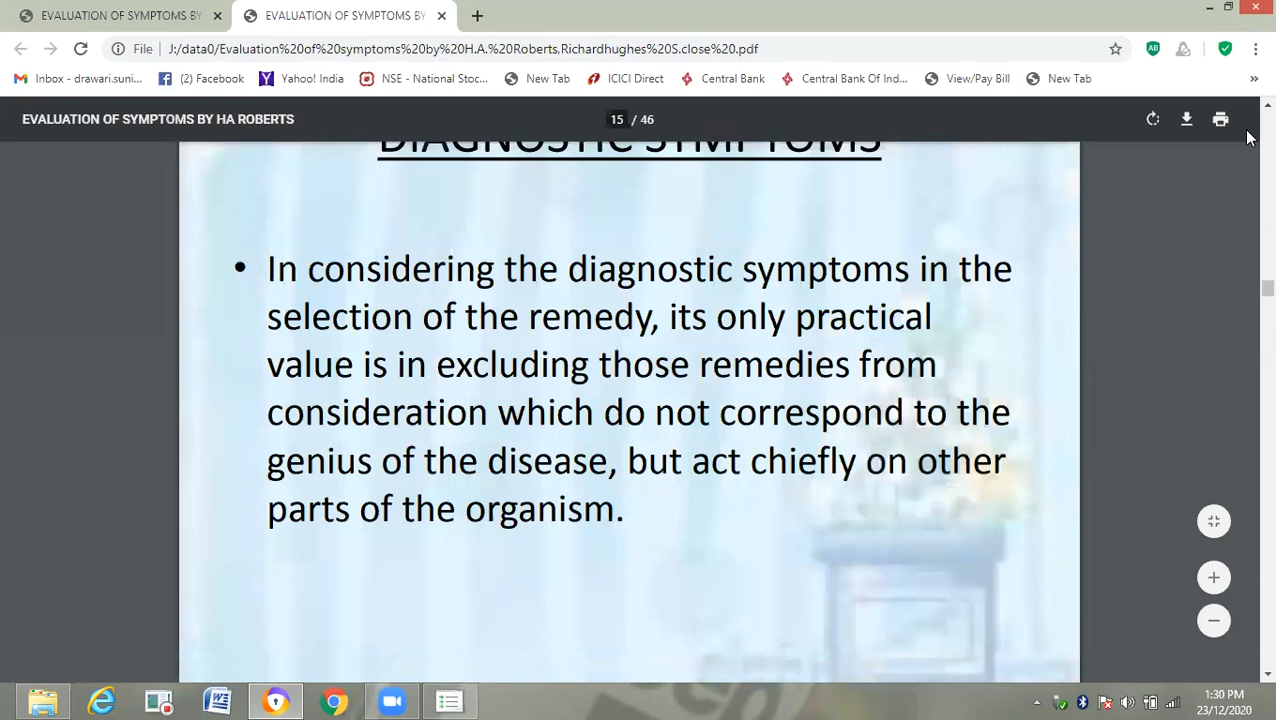 EVALUATION OF SYMPTOMS BY
EVALUATION OF SYMPTOMS BY
File
J:/data0/Evaluation%20of%20symptoms%20by%20H.A.%20Roberts.Richardhughes%20S.close%20.pdf
AB
Inbox - drawari.suni...
(2) Facebook
Yahoo! India
NSE - National Stoc...
New Tab
ICICI Direct
Central Bank
Central Bank Of Ind...
View/Pay Bill
New Tab
»
EVALUATION OF SYMPTOMS BY HA ROBERTS
15 / 46
DIAGNOSTIC SYMPTOMS
• In considering the diagnostic symptoms in the
selection of the remedy, its only practical
value is in excluding those remedies from
consideration which do not correspond to the
genius of the disease, but act chiefly on other
parts of the organism.
1:30 PM
23/12/2020